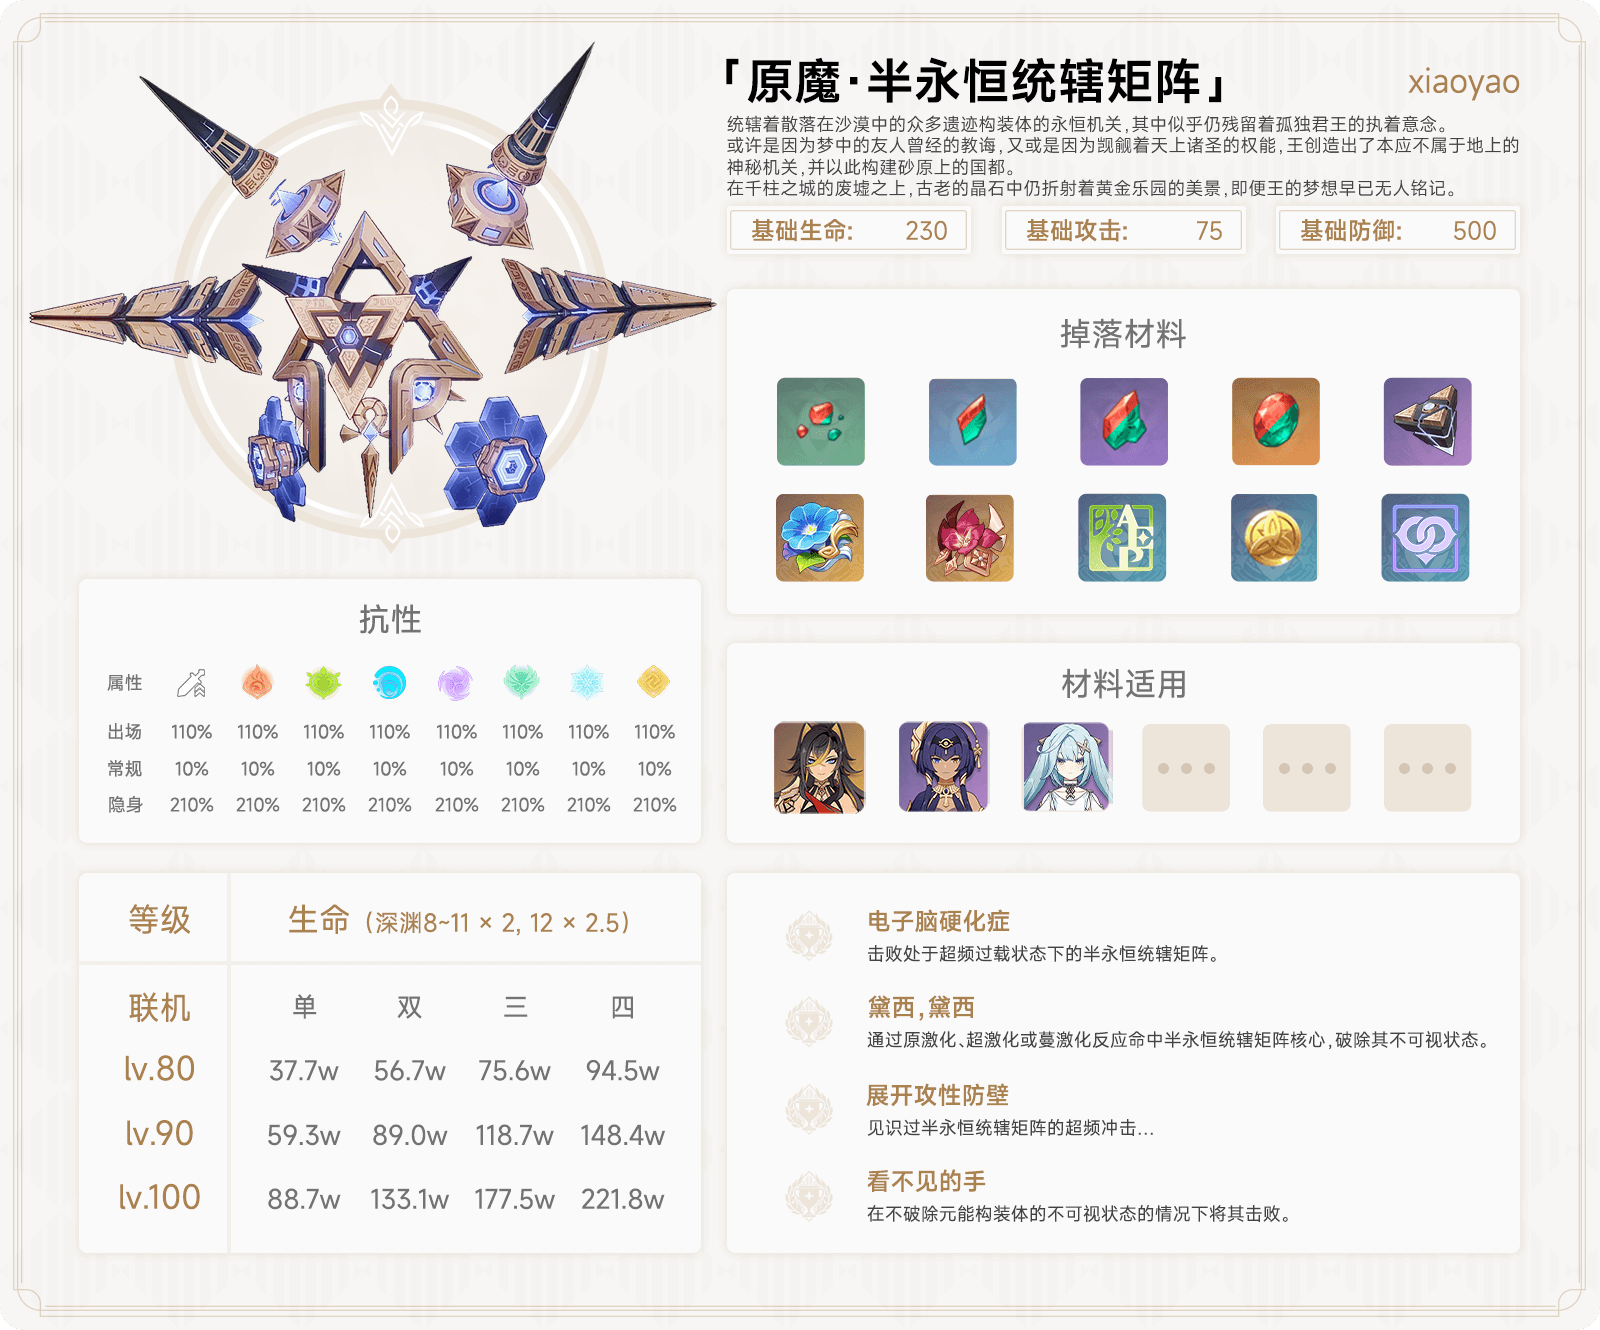 「原魔·半永恒统辖矩阵」
xiaoyao
统辖着散落在沙漠中的众多遗迹构装体的永恒机关,其中似乎仍残留着孤独君王的执着意念。
或许是因为梦中的友人曾经的教诲,又或是因为觊觎着天上诸圣的权能,王创造出了本应不属于地上的
神秘机关,并以此构建砂原上的国都。
在千柱之城的废墟之上,古老的晶石中仍折射着黄金乐园的美景,即便王的梦想早已无人铭记。
基础生命: 230
基础攻击: 75
基础防御: 500
掉落材料
AEP
抗性
属性
出场 110% 110% 110% 110% 110% 110% 110% 110%
常规 10% 10% 10% 10% 10% 10% 10% 10%
隐身 210% 210% 210% 210% 210% 210% 210% 210%
材料适用
等级 生命 (深渊8~11 × 2, 12 × 2.5)
联机 单 双 三 四
lv.80 37.7w 56.7w 75.6w 94.5w
lv.90 59.3w 89.0w 118.7w 148.4w
lv.100 88.7w 133.1w 177.5w 221.8w
电子脑硬化症
击败处于超频过载状态下的半永恒统辖矩阵。
黛西,黛西
通过原激化、超激化或蔓激化反应命中半永恒统辖矩阵核心,破除其不可视状态。
展开攻性防壁
见识过半永恒统辖矩阵的超频冲击...
看不见的手
在不破除元能构装体的不可视状态的情况下将其击败。